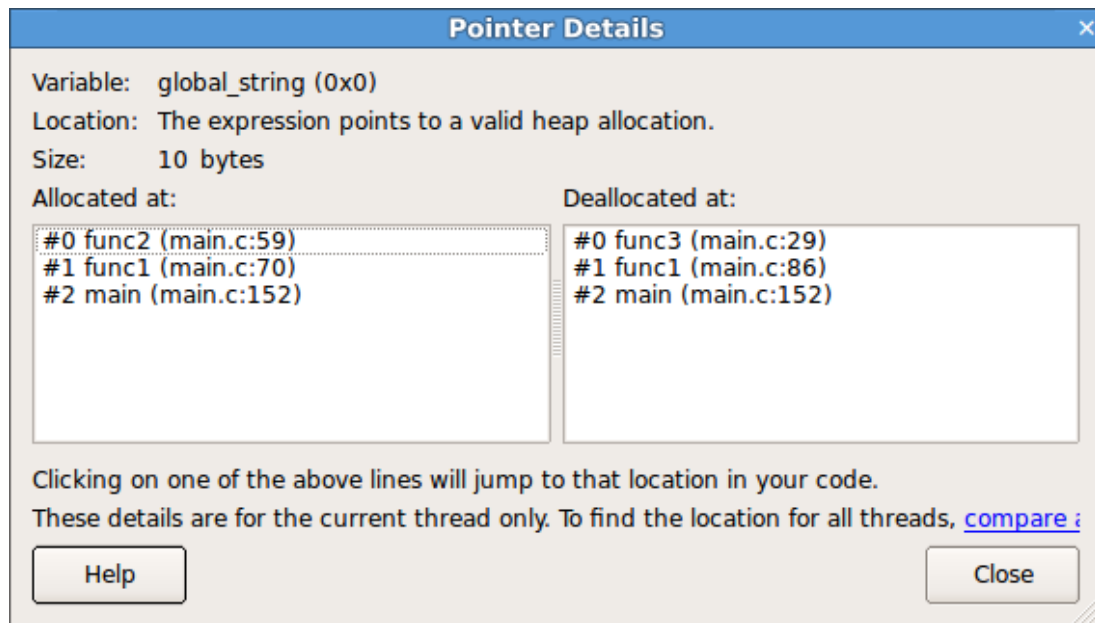 Pointer Details
Variable: global_string (0x0)
Location: The expression points to a valid heap allocation.
Size: 10 bytes
Allocated at:
#0 func2 (main.c:59)
#1 func1 (main.c:70)
#2 main (main.c:152)
Deallocated at:
#0 func3 (main.c:29)
#1 func1 (main.c:86)
#2 main (main.c:152)
Clicking on one of the above lines will jump to that location in your code.
These details are for the current thread only. To find the location for all threads, compare
Help
Close